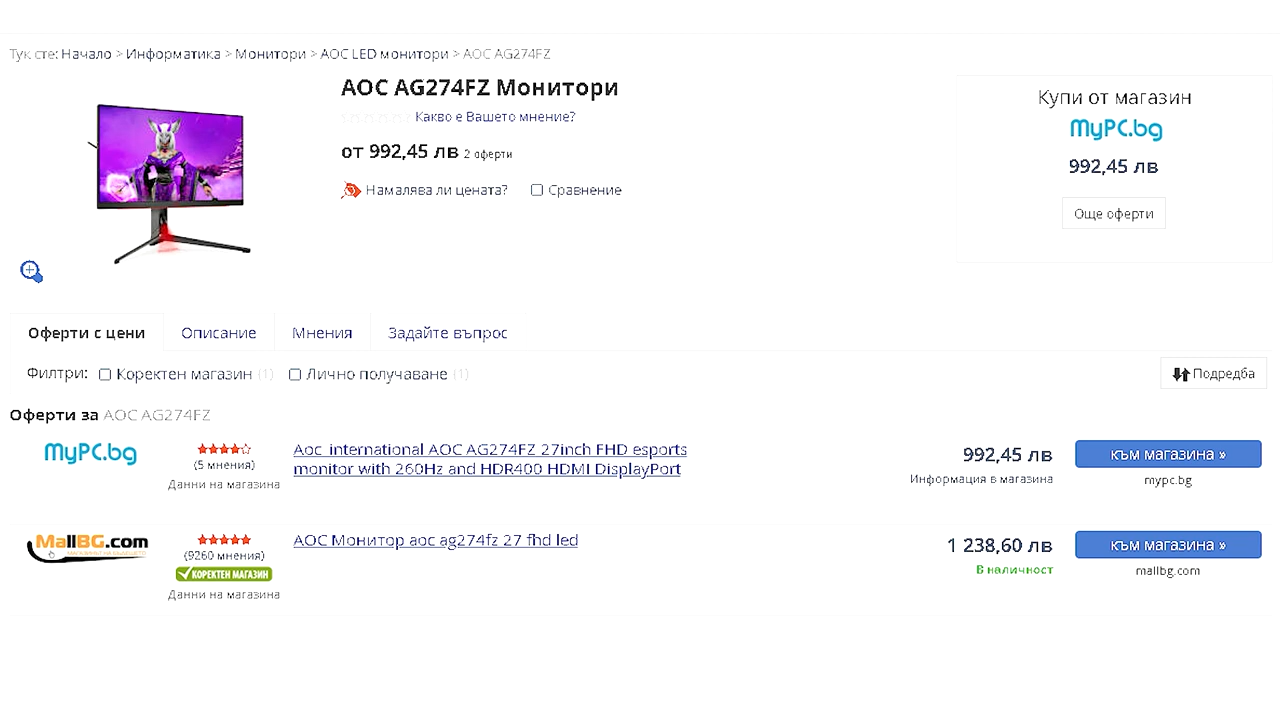 Тук сте: Начало > Информатика > Монитори > AOC LED монитори > AOC AG274FZ
AOC AG274FZ Монитори
Какво е Вашето мнение?
от 992,45 лв 2 оферти
Намалява ли цената?
Сравнение
Купи от магазин
MyPC.bg
992,45 лв
Още оферти
Оферти с цени
Описание
Мнения
Задайте въпрос
Филтри:
Коректен магазин (1)
Лично получаване (1)
Подредба
Оферти за AOC AG274FZ
MyPC.bg
(5 мнения)
Данни на магазина
Aoc international AOC AG274FZ 27inch FHD esports
monitor with 260Hz and HDR400 HDMI DisplayPort
992,45 лв
Информация в магазина
към магазина »
mypc.bg
MallBG.com
(9260 мнения)
КОРЕКТЕН МАГАЗИН
Данни на магазина
AOC Монитор aoc ag274fz 27 fhd led
1 238,60 лв
В наличност
към магазина »
mallbg.com